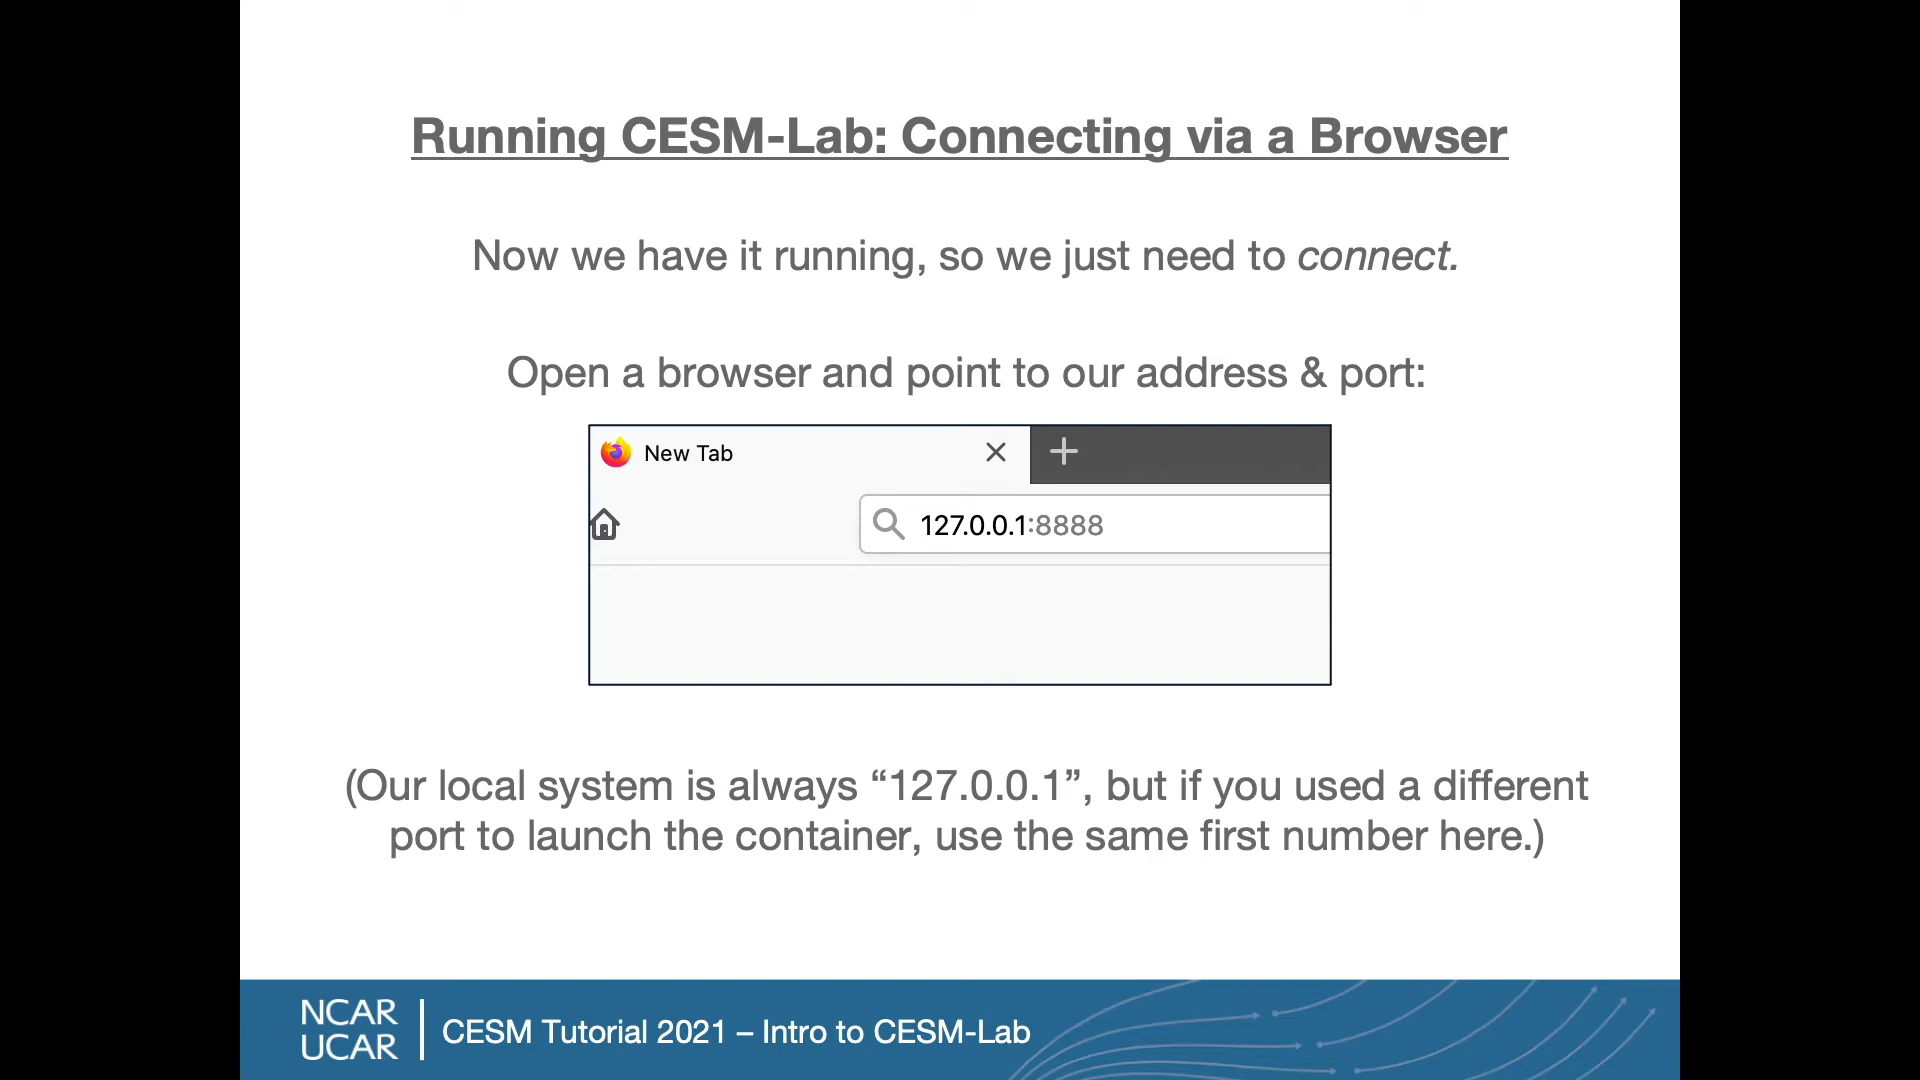 Running CESM-Lab: Connecting via a Browser
Now we have it running, so we just need to connect.
Open a browser and point to our address & port:
New Tab
127.0.0.1:8888
(Our local system is always “127.0.0.1”, but if you used a different
port to launch the container, use the same first number here.)
NCAR
UCAR
CESM Tutorial 2021 – Intro to CESM-Lab